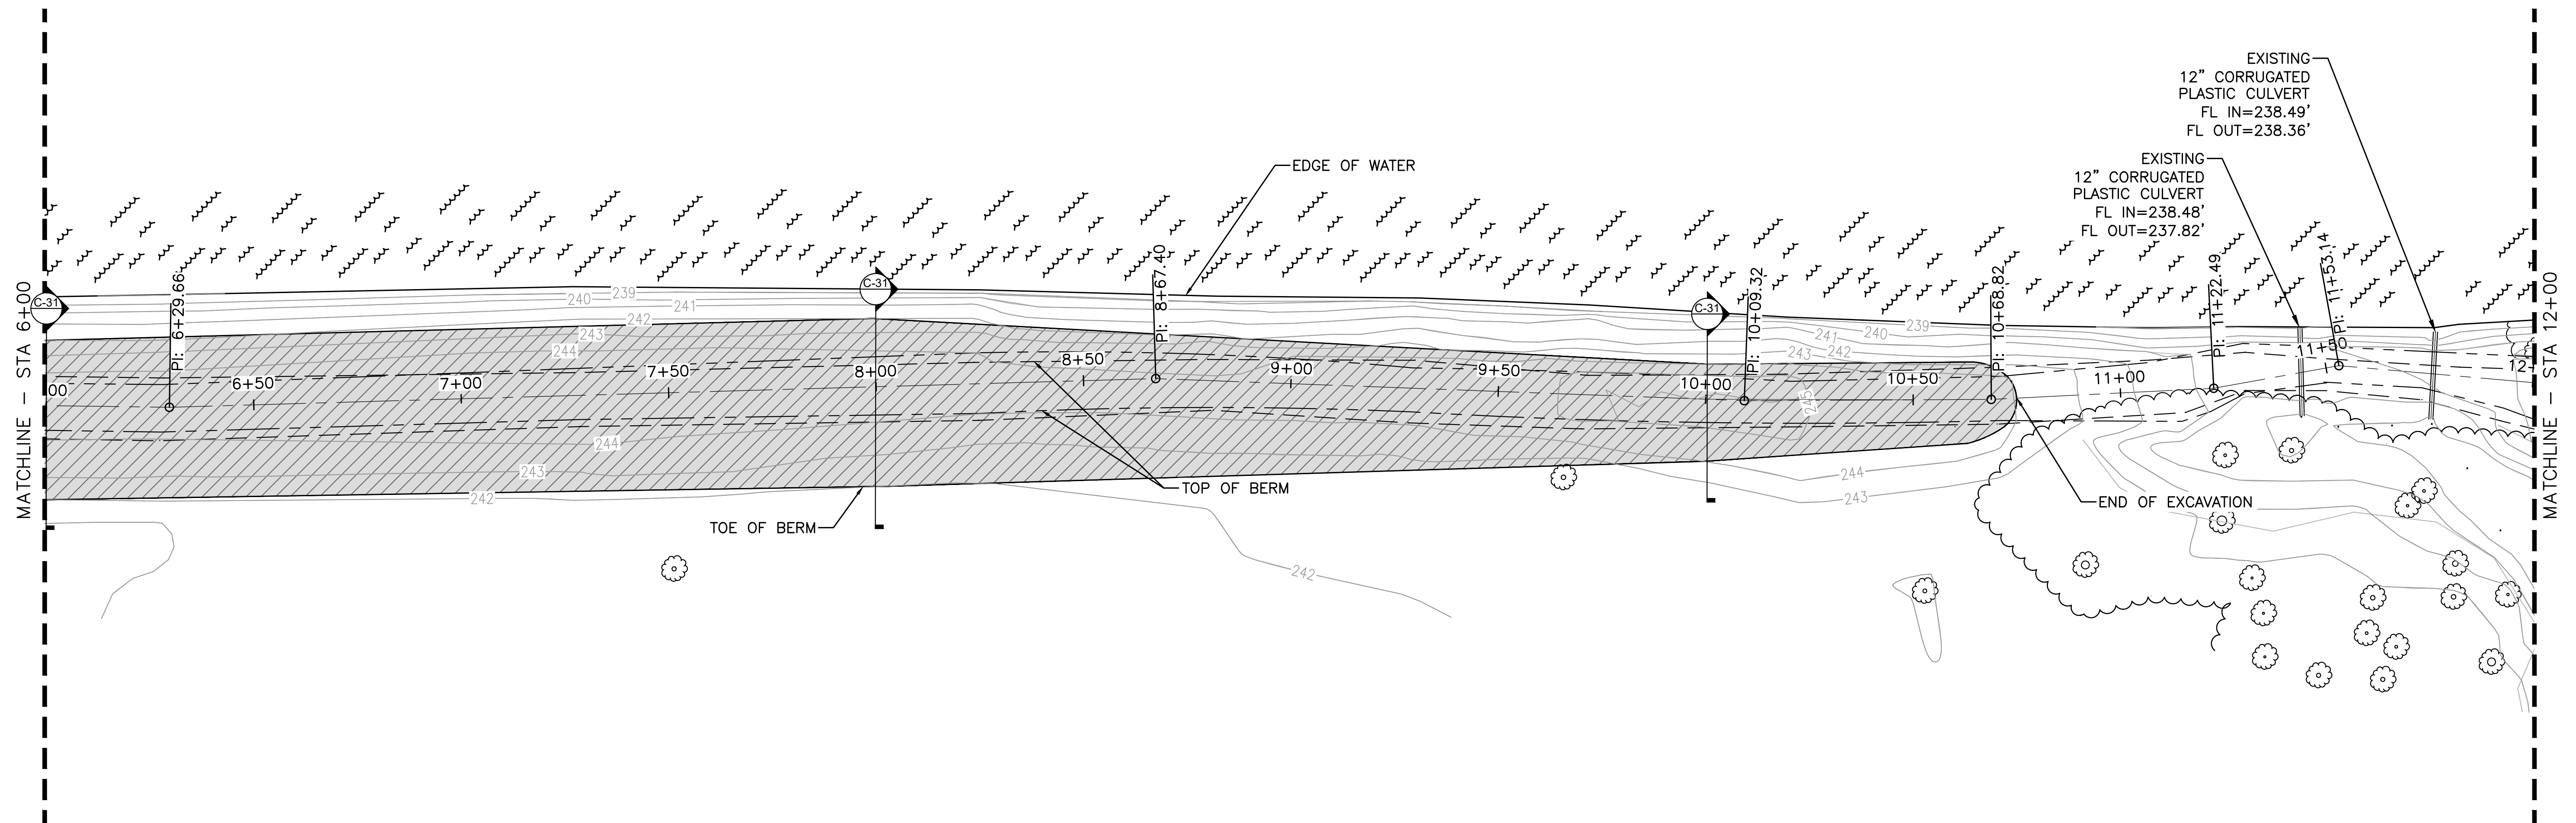 EXISTING
12” CORRUGATED
PLASTIC CULVERT
FL IN=238.49’
FL OUT=238.36’
EXISTING
12” CORRUGATED
PLASTIC CULVERT
FL IN=238.48’
FL OUT=237.82’
EDGE OF WATER
MATCHLINE – STA 6+00
C-31
C-31
C-31
PI: 6+29.66
PI: 8+67.40
PI: 10+09.32
PI: 10+68.82
PI: 11+22.49
PI: 11+53.14
240
239
241
242
243
244
241
240
239
243
242
245
00
6+50
7+00
7+50
8+00
8+50
9+00
9+50
10+00
10+50
11+00
11+50
12+
244
243
242
244
243
242
TOP OF BERM
TOE OF BERM
END OF EXCAVATION
MATCHLINE – STA 12+00